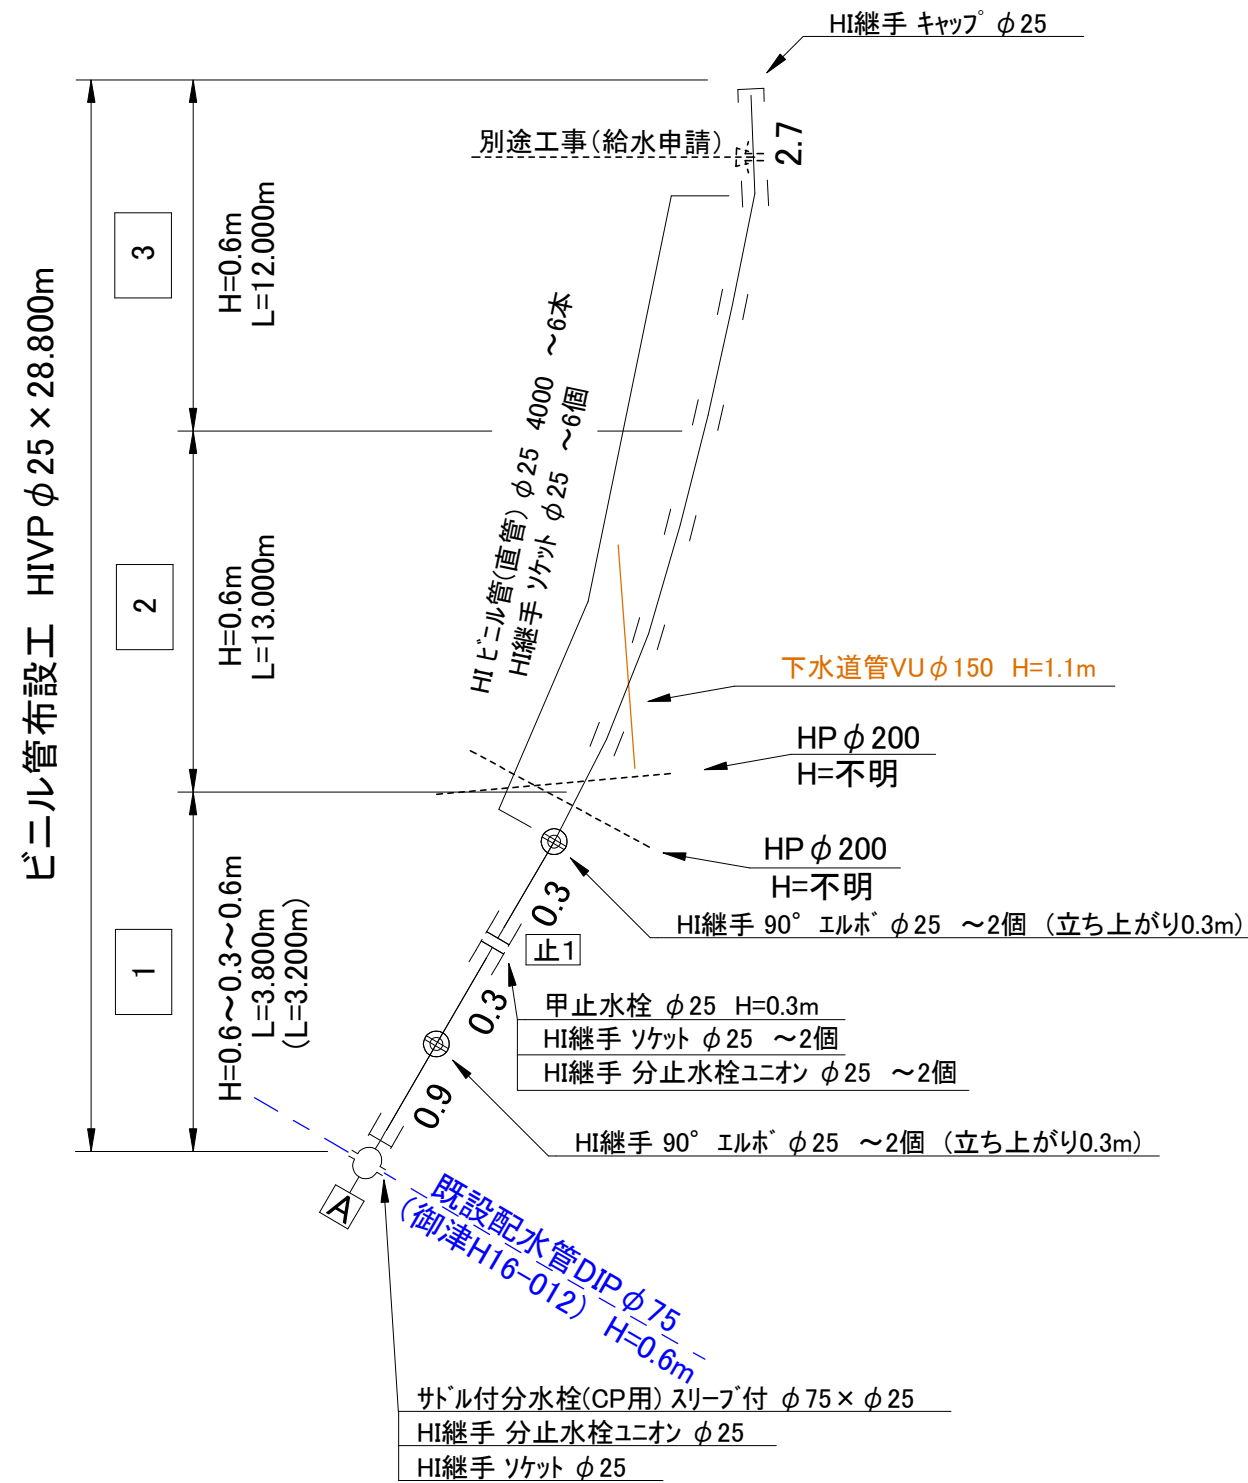 HI継手 キャップ φ25
別途工事(給水申請)
2.7
ビニル管布設工 HIVPφ25×28.800m
3
H=0.6m
L=12.000m
2
H=0.6m
L=13.000m
1
H=0.6～0.3～0.6m
L=3.800m
(L=3.200m)
HI ビニル管(直管) φ25 4000 ～6本
HI継手 ソケット φ25 ～6個
下水道管VUφ150 H=1.1m
HPφ200
H=不明
HPφ200
H=不明
HI継手 90° エルボ φ25 ～2個 (立ち上がり0.3m)
0.3
止1
甲止水栓 φ25 H=0.3m
HI継手 ソケット φ25 ～2個
HI継手 分止水栓ユニオン φ25 ～2個
0.3
HI継手 90° エルボ φ25 ～2個 (立ち上がり0.3m)
0.9
A
既設配水管DIPφ75
(御津H16-012) H=0.6m
サドル付分水栓(CP用) スリーブ付 φ75×φ25
HI継手 分止水栓ユニオン φ25
HI継手 ソケット φ25